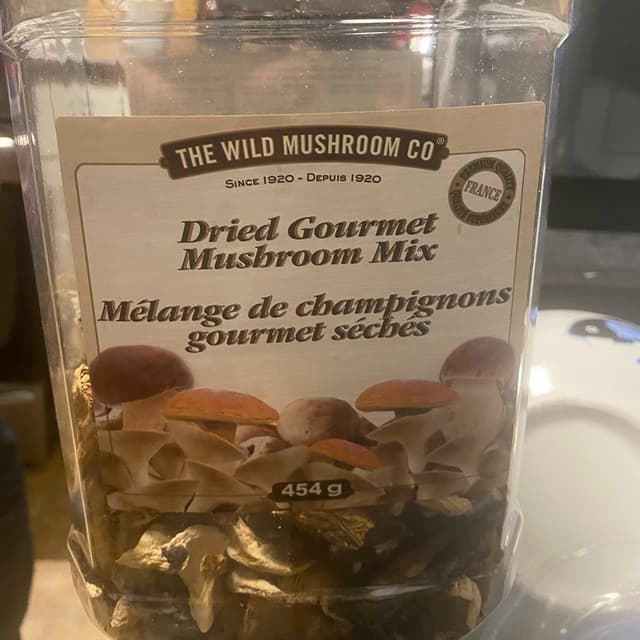 THE WILD MUSHROOM CO®
SINCE 1920 - DEPUIS 1920
FRANCE
Dried Gourmet
Mushroom Mix
Mélange de champignons
gourmet séchés
454 g